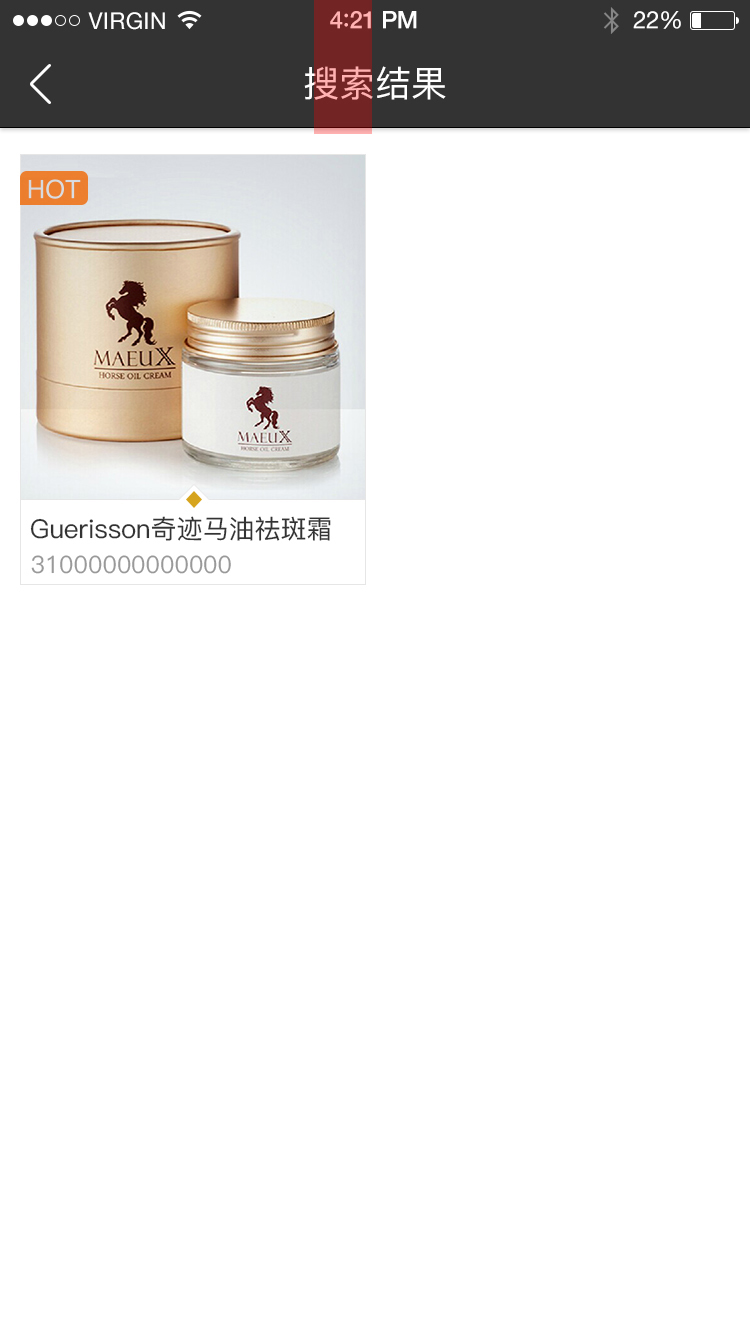 VIRGIN
4:21 PM
22%
搜索结果
HOT
MAEUX
HORSE OIL CREAM
MAEUX
HORSE OIL CREAM
Guerisson奇迹马油祛斑霜
31000000000000